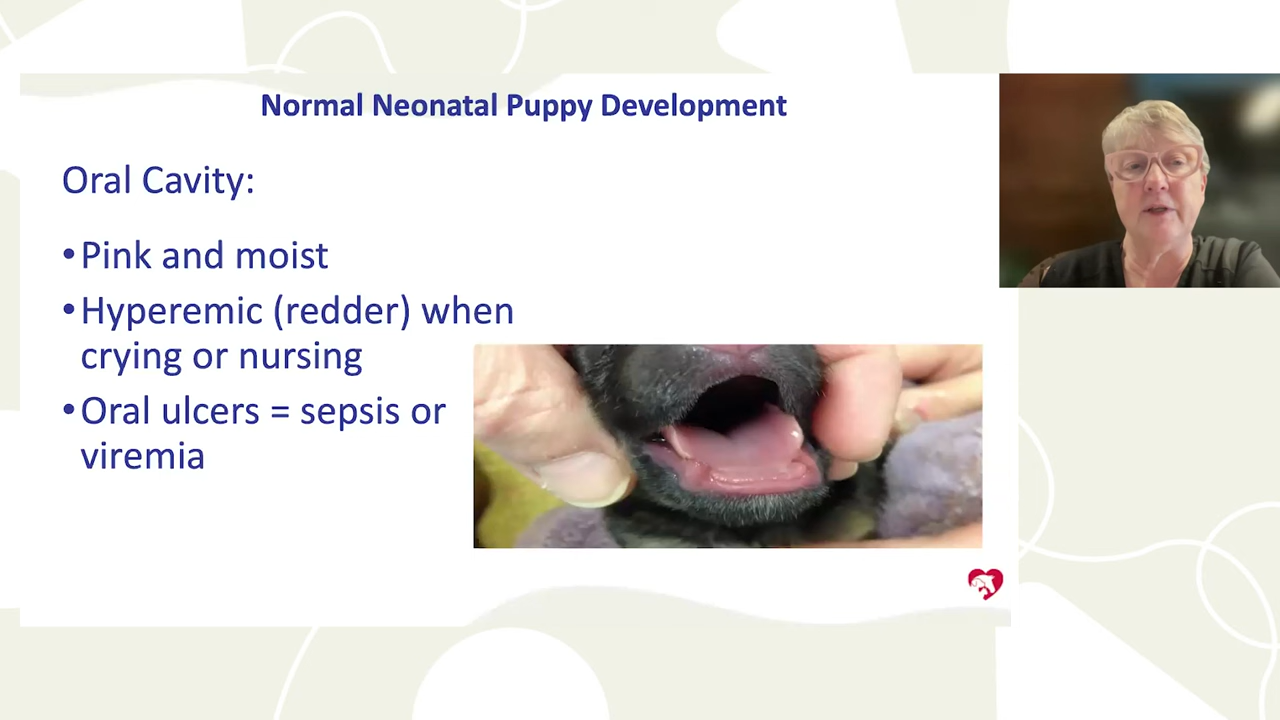 Normal Neonatal Puppy Development
Oral Cavity:
•Pink and moist
•Hyperemic (redder) when
crying or nursing
•Oral ulcers = sepsis or
viremia